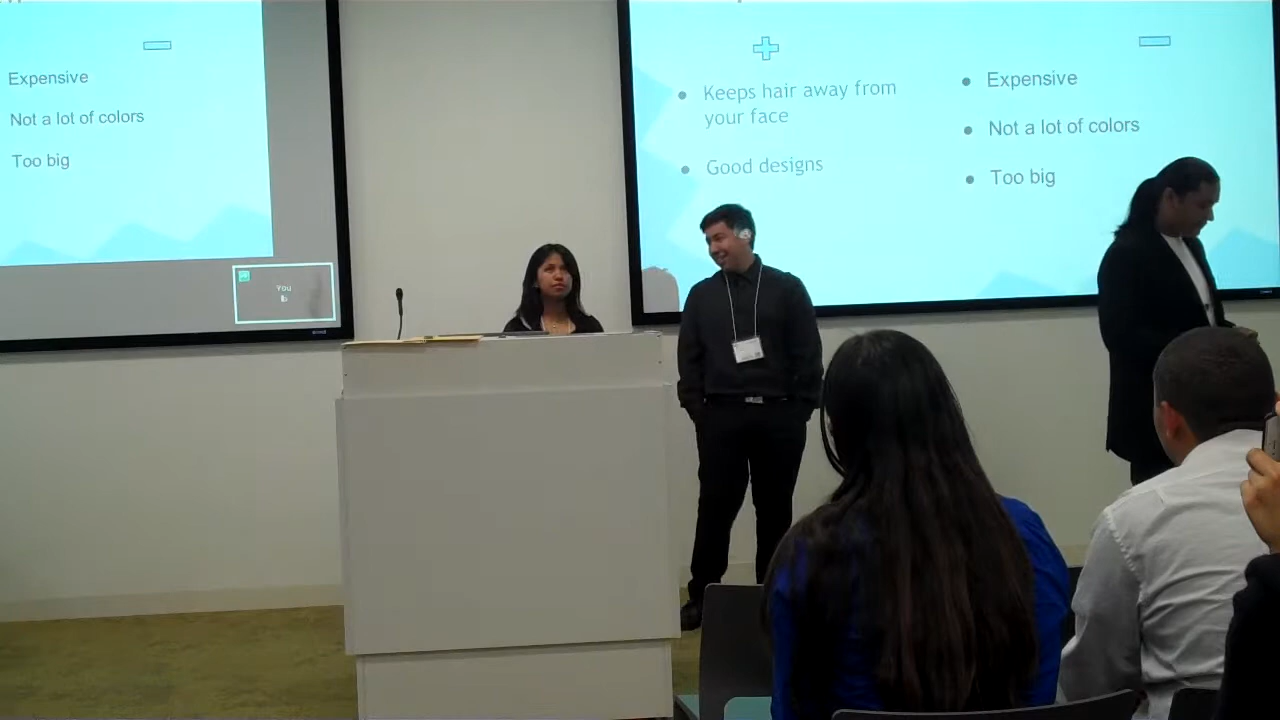 Expensive
Not a lot of colors
Too big
You
Keeps hair away from
your face
Good designs
Expensive
Not a lot of colors
Too big